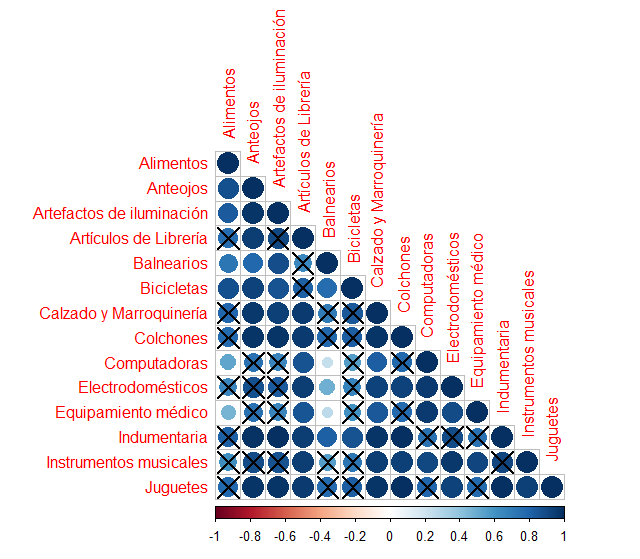 Alimentos
Anteojos
Artefactos de iluminación
Artículos de Librería
Balnearios
Bicicletas
Calzado y Marroquinería
Colchones
Computadoras
Electrodomésticos
Equipamiento médico
Indumentaria
Instrumentos musicales
Juguetes
Alimentos
Anteojos
Artefactos de iluminación
Artículos de Librería
Balnearios
Bicicletas
Calzado y Marroquinería
Colchones
Computadoras
Electrodomésticos
Equipamiento médico
Indumentaria
Instrumentos musicales
Juguetes
-1 -0.8 -0.6 -0.4 -0.2 0 0.2 0.4 0.6 0.8 1